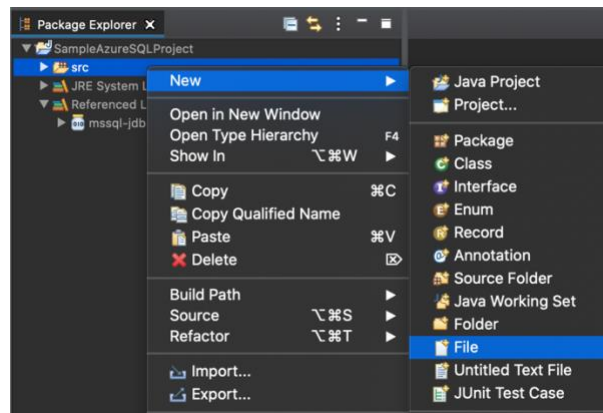 Package Explorer
SampleAzureSQLProject
src
JRE System L
Referenced L
mssql-jdb
New
Open in New Window
Open Type Hierarchy F4
Show In ⌥⌘W
Copy ⌘C
Copy Qualified Name
Paste ⌘V
Delete ⌦
Build Path
Source ⌥⌘S
Refactor ⌥⌘T
Import...
Export...
Java Project
Project...
Package
Class
Interface
Enum
Record
Annotation
Source Folder
Java Working Set
Folder
File
Untitled Text File
JUnit Test Case